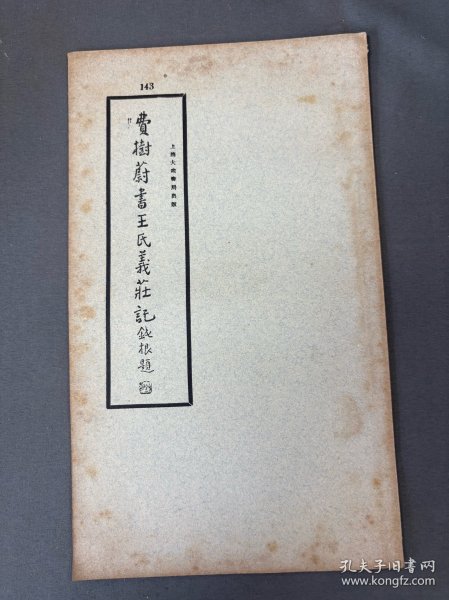 143
費樹蔚書王氏義莊記
鈍根題
上海大衆書局出版
孔夫子旧书网
www.kongfz.com